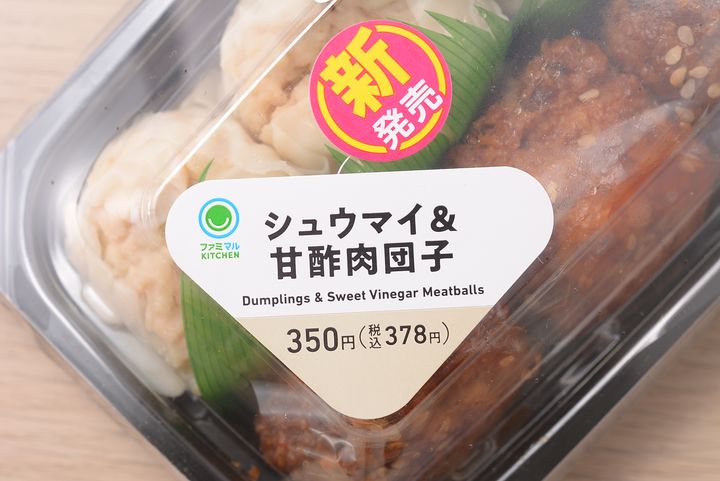 新
発売
ファミマル
KITCHEN
シュウマイ&
甘酢肉団子
Dumplings & Sweet Vinegar Meatballs
350円(税込378円)